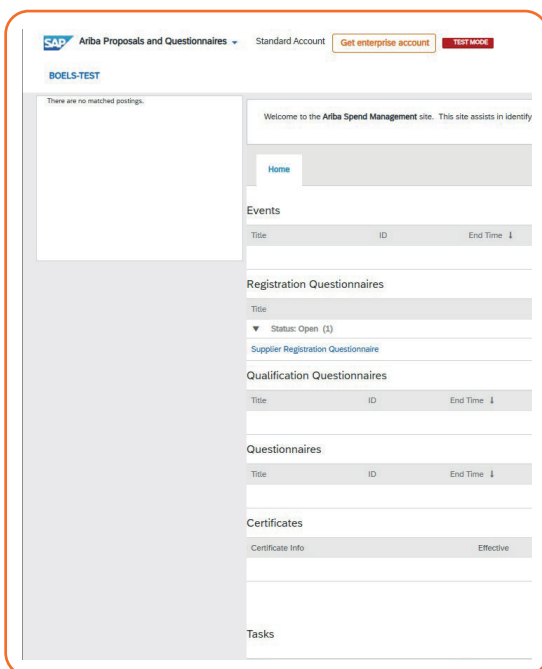 SAP Ariba Proposals and Questionnaires Standard Account Get enterprise account TEST MODE
BOELS-TEST
There are no matched postings.
Welcome to the Ariba Spend Management site. This site assists in identify
Home
Events
Title ID End Time ↓
Registration Questionnaires
Title
▼ Status: Open (1)
Supplier Registration Questionnaire
Qualification Questionnaires
Title ID End Time ↓
Questionnaires
Title ID End Time ↓
Certificates
Certificate Info Effective
Tasks